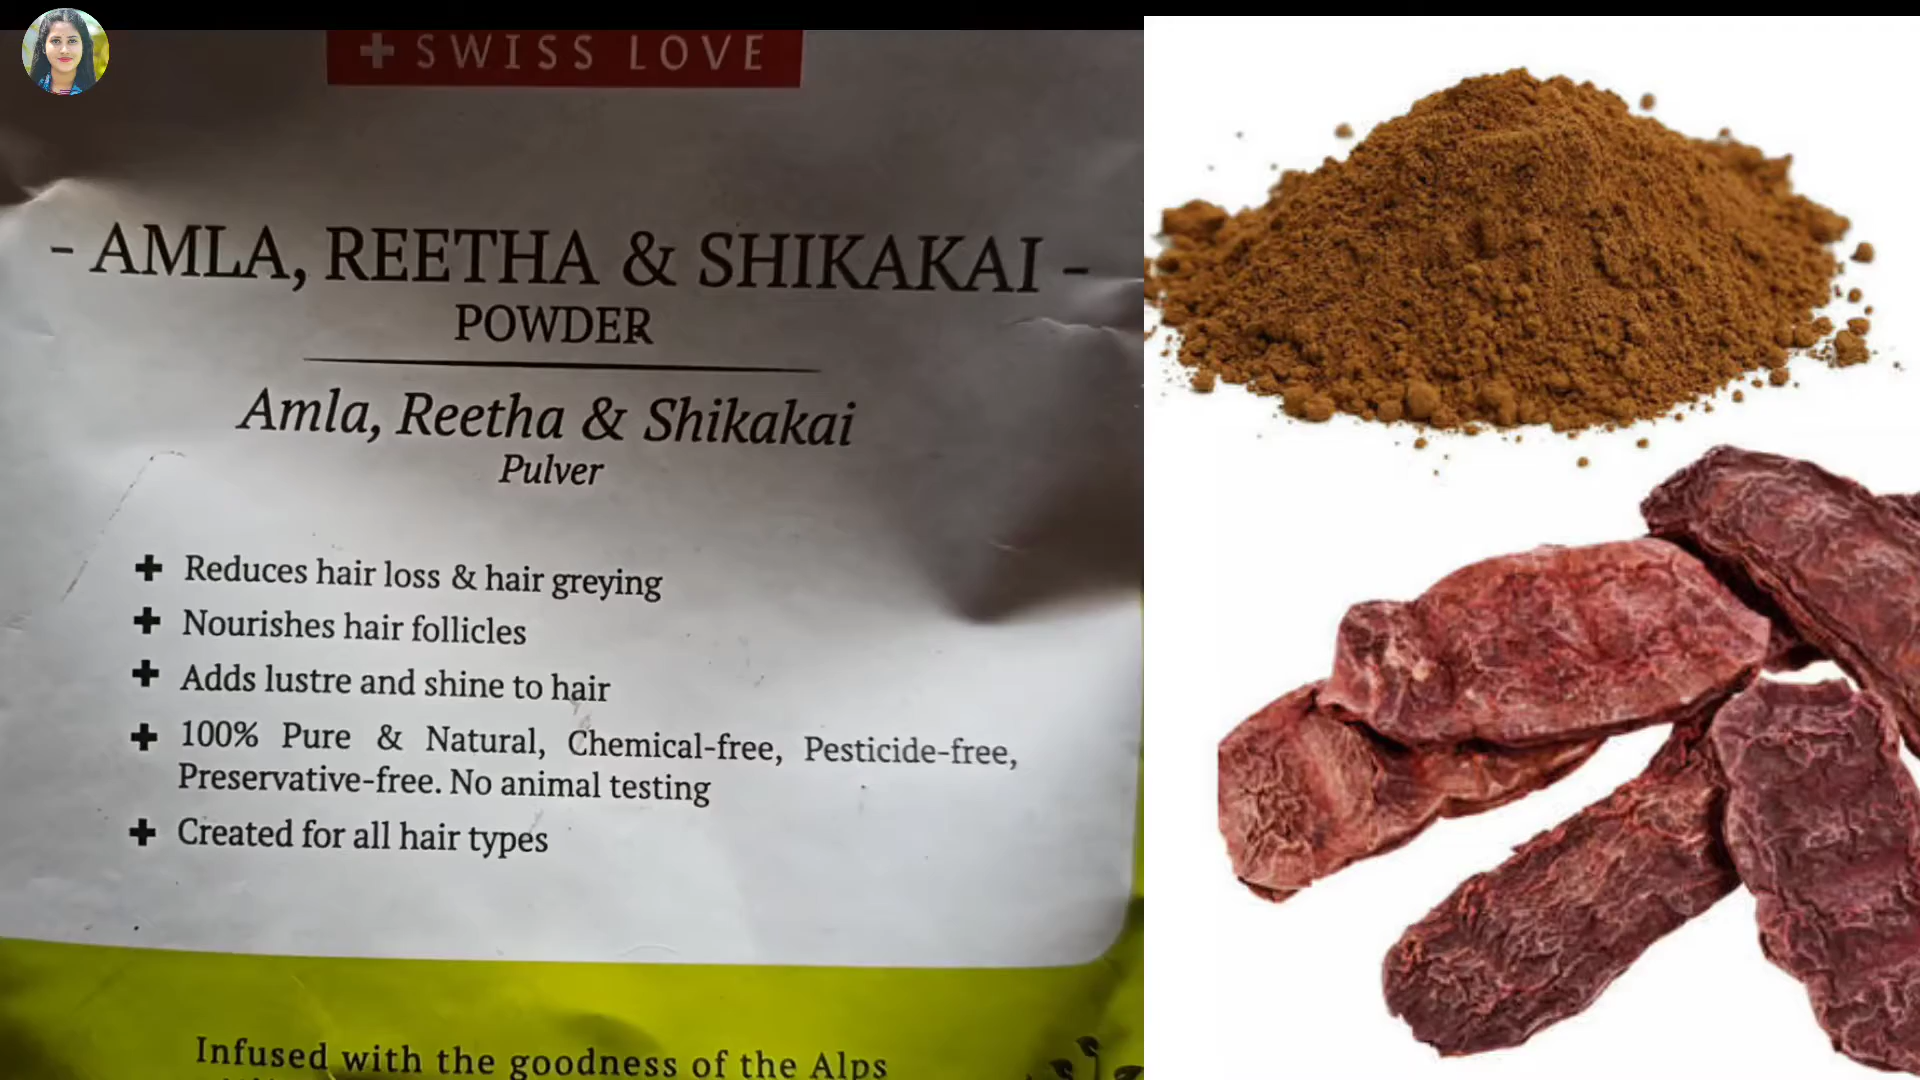 SWISS LOVE
- AMLA, REETHA & SHIKAKAI -
POWDER
Amla, Reetha & Shikakai
Pulver
Reduces hair loss & hair greying
Nourishes hair follicles
Adds lustre and shine to hair
100% Pure & Natural, Chemical-free, Pesticide-free,
Preservative-free. No animal testing
Created for all hair types
Infused with the goodness of the Alps